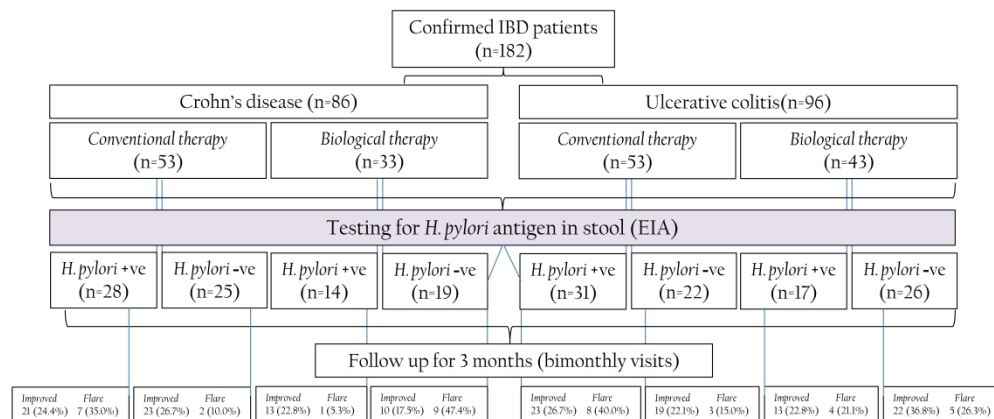 Confirmed IBD patients
(n=182)
Crohn's disease (n=86)
Ulcerative colitis(n=96)
Conventional therapy
(n=53)
Biological therapy
(n=33)
Conventional therapy
(n=53)
Biological therapy
(n=43)
Testing for H. pylori antigen in stool (EIA)
H. pylori +ve
(n=28)
H. pylori -ve
(n=25)
H. pylori +ve
(n=14)
H. pylori -ve
(n=19)
H. pylori +ve
(n=31)
H. pylori -ve
(n=22)
H. pylori +ve
(n=17)
H. pylori -ve
(n=26)
Follow up for 3 months (bimonthly visits)
Improved Flare
21 (24.4%) 7 (35.0%)
Improved Flare
23 (26.7%) 2 (10.0%)
Improved Flare
13 (22.8%) 1 (5.3%)
Improved Flare
10 (17.5%) 9 (47.4%)
Improved Flare
23 (26.7%) 8 (40.0%)
Improved Flare
19 (22.1%) 3 (15.0%)
Improved Flare
13 (22.8%) 4 (21.1%)
Improved Flare
22 (36.8%) 5 (26.3%)